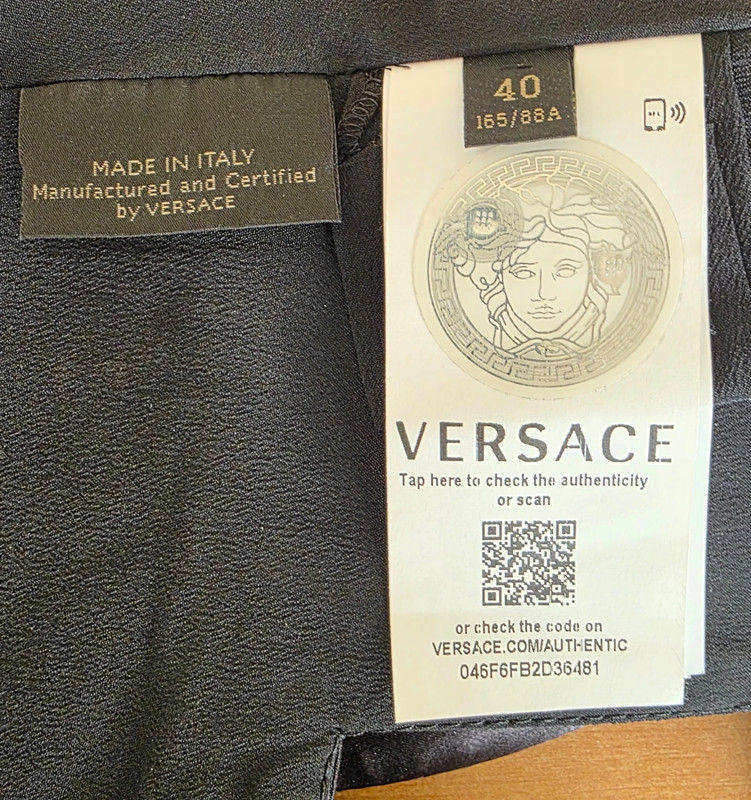 MADE IN ITALY
Manufactured and Certified
by VERSACE
40
165/88A
VERSACE
Tap here to check the authenticity
or scan
or check the code on
VERSACE.COM/AUTHENTIC
046F6FB2D36481